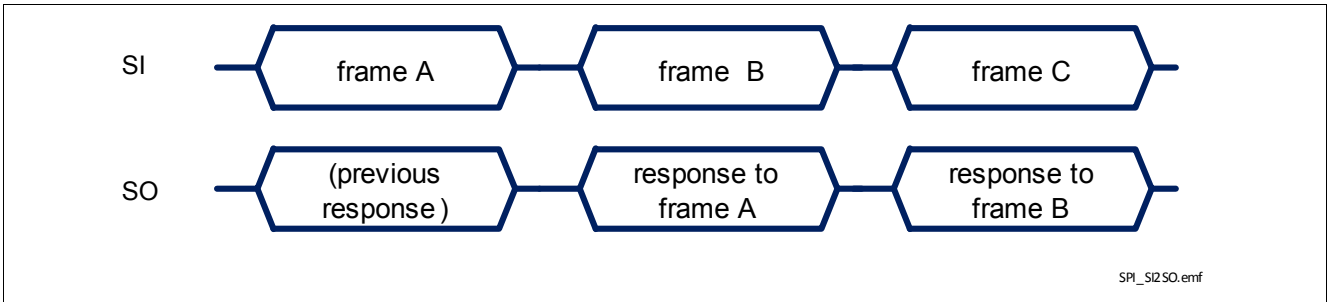 SI
frame A
frame B
frame C
SO
(previous
response)
response to
frame A
response to
frame B
SPI_SI2SO.emf